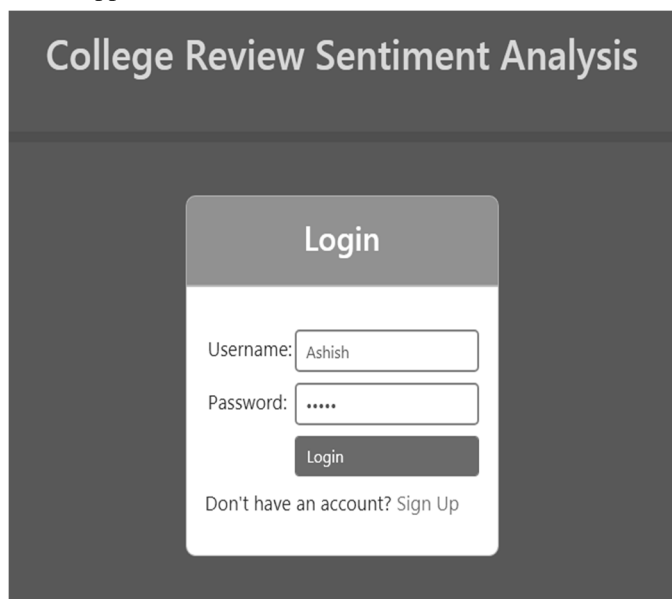 College Review Sentiment Analysis
Login
Username: Ashish
Password: •••••
Login
Don't have an account? Sign Up